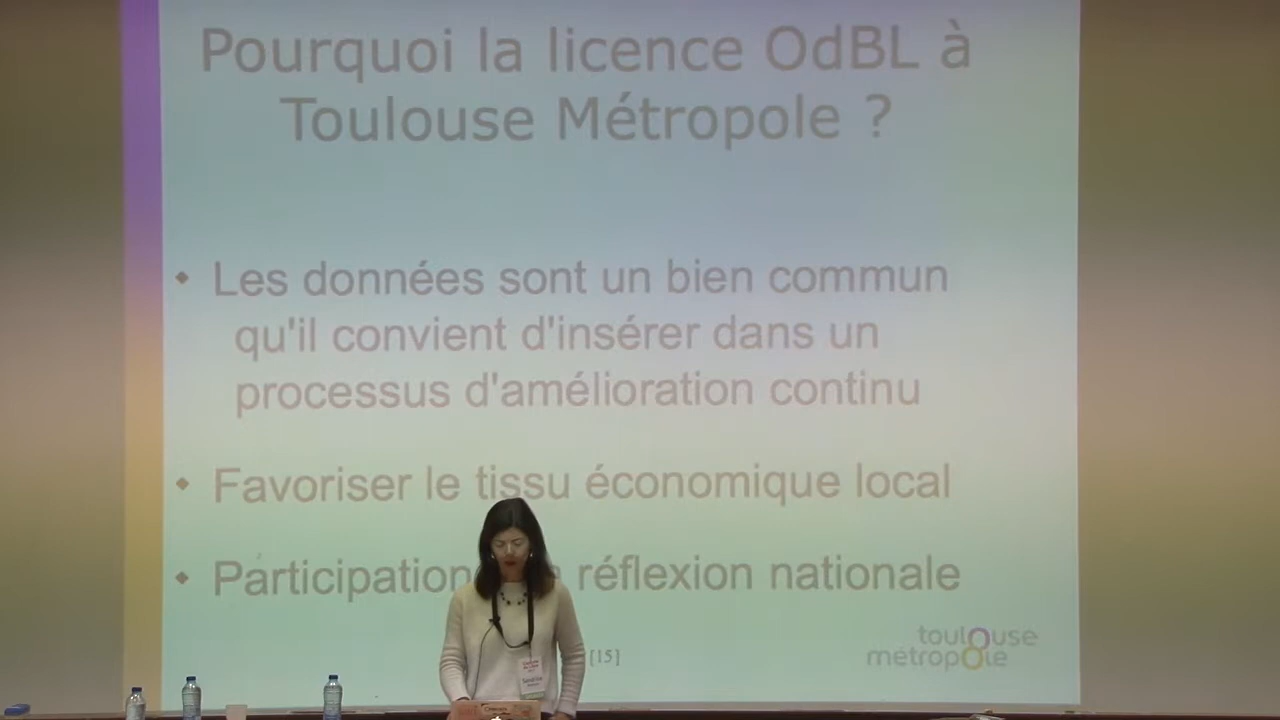 Pourquoi la licence OdBL à
Toulouse Métropole ?
• Les données sont un bien commun
qu'il convient d'insérer dans un
processus d'amélioration continu
• Favoriser le tissu économique local
• Participation réflexion nationale
toulouse
métropole
[15]